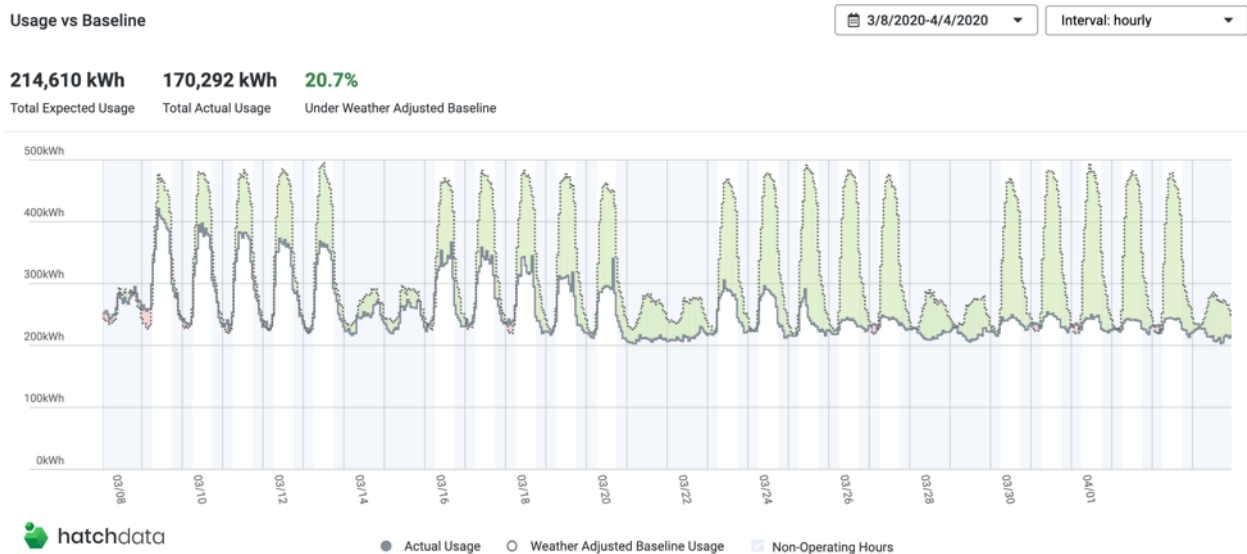 Usage vs Baseline
3/8/2020-4/4/2020
Interval: hourly
214,610 kWh 170,292 kWh 20.7%
Total Expected Usage Total Actual Usage Under Weather Adjusted Baseline
500kWh
400kWh
300kWh
200kWh
100kWh
0kWh
03/08 03/10 03/12 03/14 03/16 03/18 03/20 03/22 03/24 03/26 03/28 03/30 04/01
hatchdata
Actual Usage Weather Adjusted Baseline Usage Non-Operating Hours